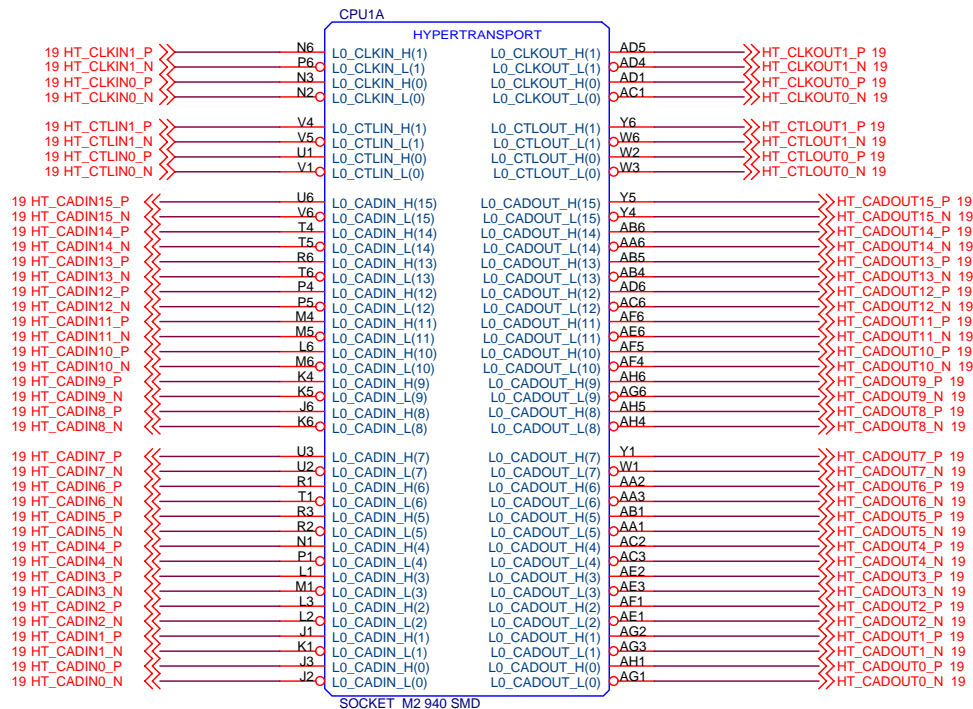 CPU1A
HYPERTRANSPORT
19 HT_CLKIN1_P N6 L0_CLKIN_H(1) L0_CLKOUT_H(1) AD5 HT_CLKOUT1_P 19
19 HT_CLKIN1_N P6 L0_CLKIN_L(1) L0_CLKOUT_L(1) AD4 HT_CLKOUT1_N 19
19 HT_CLKIN0_P N3 L0_CLKIN_H(0) L0_CLKOUT_H(0) AD1 HT_CLKOUT0_P 19
19 HT_CLKIN0_N N2 L0_CLKIN_L(0) L0_CLKOUT_L(0) AC1 HT_CLKOUT0_N 19
19 HT_CTLIN1_P V4 L0_CTLIN_H(1) L0_CTLOUT_H(1) Y6 HT_CTLOUT1_P 19
19 HT_CTLIN1_N V5 L0_CTLIN_L(1) L0_CTLOUT_L(1) W6 HT_CTLOUT1_N 19
19 HT_CTLIN0_P U1 L0_CTLIN_H(0) L0_CTLOUT_H(0) W2 HT_CTLOUT0_P 19
19 HT_CTLIN0_N V1 L0_CTLIN_L(0) L0_CTLOUT_L(0) W3 HT_CTLOUT0_N 19
19 HT_CADIN15_P U6 L0_CADIN_H(15) L0_CADOUT_H(15) Y5 HT_CADOUT15_P 19
19 HT_CADIN15_N V6 L0_CADIN_L(15) L0_CADOUT_L(15) Y4 HT_CADOUT15_N 19
19 HT_CADIN14_P T4 L0_CADIN_H(14) L0_CADOUT_H(14) AB6 HT_CADOUT14_P 19
19 HT_CADIN14_N T5 L0_CADIN_L(14) L0_CADOUT_L(14) AA6 HT_CADOUT14_N 19
19 HT_CADIN13_P R6 L0_CADIN_H(13) L0_CADOUT_H(13) AB5 HT_CADOUT13_P 19
19 HT_CADIN13_N T6 L0_CADIN_L(13) L0_CADOUT_L(13) AB4 HT_CADOUT13_N 19
19 HT_CADIN12_P P4 L0_CADIN_H(12) L0_CADOUT_H(12) AD6 HT_CADOUT12_P 19
19 HT_CADIN12_N P5 L0_CADIN_L(12) L0_CADOUT_L(12) AC6 HT_CADOUT12_N 19
19 HT_CADIN11_P M4 L0_CADIN_H(11) L0_CADOUT_H(11) AF6 HT_CADOUT11_P 19
19 HT_CADIN11_N M5 L0_CADIN_L(11) L0_CADOUT_L(11) AE6 HT_CADOUT11_N 19
19 HT_CADIN10_P L6 L0_CADIN_H(10) L0_CADOUT_H(10) AF5 HT_CADOUT10_P 19
19 HT_CADIN10_N M6 L0_CADIN_L(10) L0_CADOUT_L(10) AF4 HT_CADOUT10_N 19
19 HT_CADIN9_P K4 L0_CADIN_H(9) L0_CADOUT_H(9) AH6 HT_CADOUT9_P 19
19 HT_CADIN9_N K5 L0_CADIN_L(9) L0_CADOUT_L(9) AG6 HT_CADOUT9_N 19
19 HT_CADIN8_P J6 L0_CADIN_H(8) L0_CADOUT_H(8) AH5 HT_CADOUT8_P 19
19 HT_CADIN8_N K6 L0_CADIN_L(8) L0_CADOUT_L(8) AH4 HT_CADOUT8_N 19
19 HT_CADIN7_P U3 L0_CADIN_H(7) L0_CADOUT_H(7) Y1 HT_CADOUT7_P 19
19 HT_CADIN7_N U2 L0_CADIN_L(7) L0_CADOUT_L(7) W1 HT_CADOUT7_N 19
19 HT_CADIN6_P R1 L0_CADIN_H(6) L0_CADOUT_H(6) AA2 HT_CADOUT6_P 19
19 HT_CADIN6_N T1 L0_CADIN_L(6) L0_CADOUT_L(6) AA3 HT_CADOUT6_N 19
19 HT_CADIN5_P R3 L0_CADIN_H(5) L0_CADOUT_H(5) AB1 HT_CADOUT5_P 19
19 HT_CADIN5_N R2 L0_CADIN_L(5) L0_CADOUT_L(5) AA1 HT_CADOUT5_N 19
19 HT_CADIN4_P N1 L0_CADIN_H(4) L0_CADOUT_H(4) AC2 HT_CADOUT4_P 19
19 HT_CADIN4_N P1 L0_CADIN_L(4) L0_CADOUT_L(4) AC3 HT_CADOUT4_N 19
19 HT_CADIN3_P L1 L0_CADIN_H(3) L0_CADOUT_H(3) AE2 HT_CADOUT3_P 19
19 HT_CADIN3_N M1 L0_CADIN_L(3) L0_CADOUT_L(3) AE3 HT_CADOUT3_N 19
19 HT_CADIN2_P L3 L0_CADIN_H(2) L0_CADOUT_H(2) AF1 HT_CADOUT2_P 19
19 HT_CADIN2_N L2 L0_CADIN_L(2) L0_CADOUT_L(2) AE1 HT_CADOUT2_N 19
19 HT_CADIN1_P J1 L0_CADIN_H(1) L0_CADOUT_H(1) AG2 HT_CADOUT1_P 19
19 HT_CADIN1_N K1 L0_CADIN_L(1) L0_CADOUT_L(1) AG3 HT_CADOUT1_N 19
19 HT_CADIN0_P J3 L0_CADIN_H(0) L0_CADOUT_H(0) AH1 HT_CADOUT0_P 19
19 HT_CADIN0_N J2 L0_CADIN_L(0) L0_CADOUT_L(0) AG1 HT_CADOUT0_N 19
SOCKET M2 940 SMD